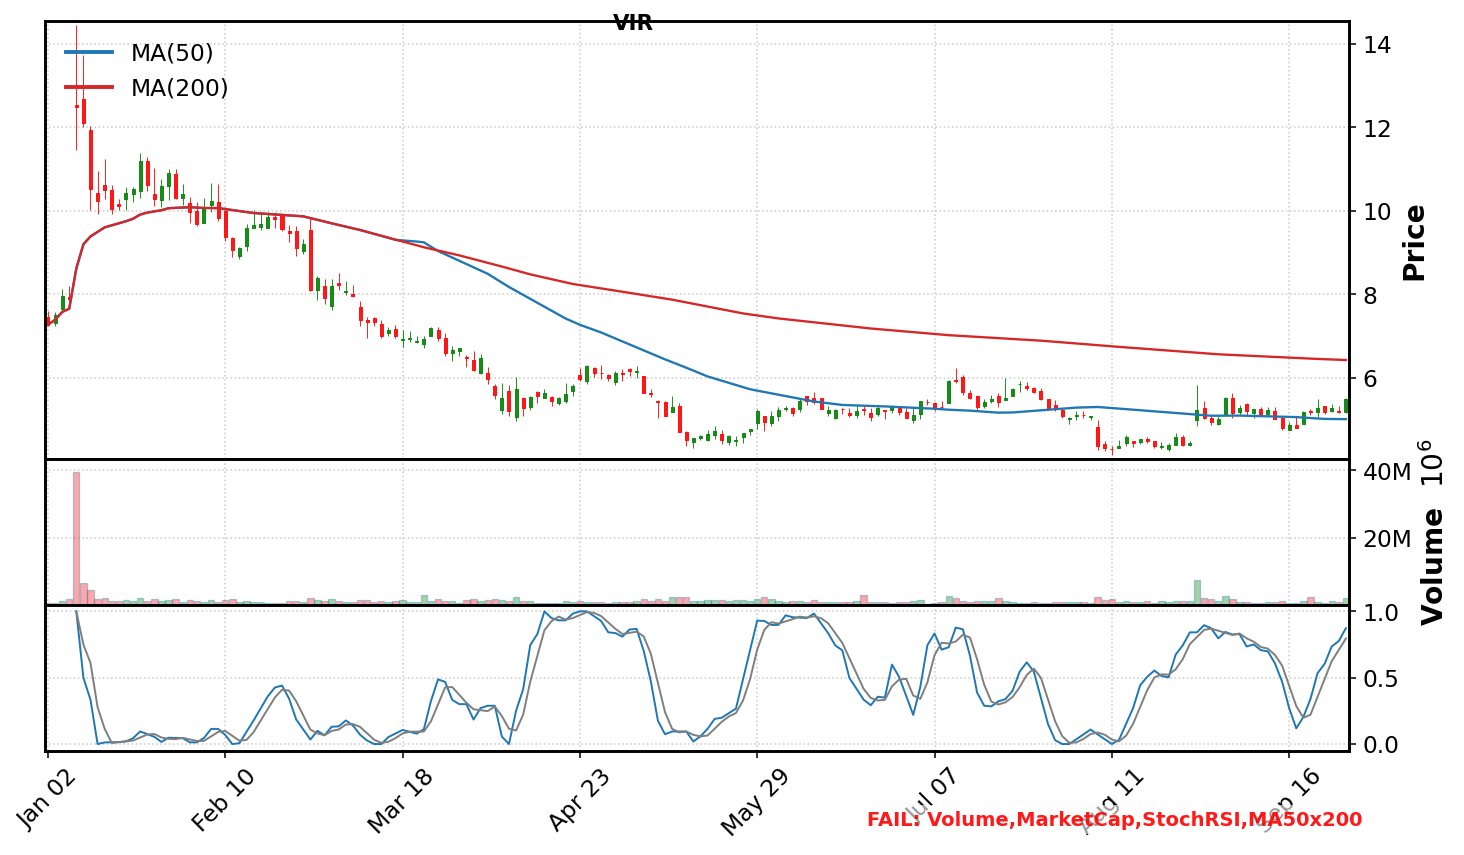 VIR
MA(50)
MA(200)
14
12
10
8
6
Price
40M
20M
Volume 10^6
1.0
0.5
0.0
Jan 02
Feb 10
Mar 18
Apr 23
May 29
Jul 07
Aug 11
Sep 16
FAIL: Volume,MarketCap,StochRSI,MA50x200